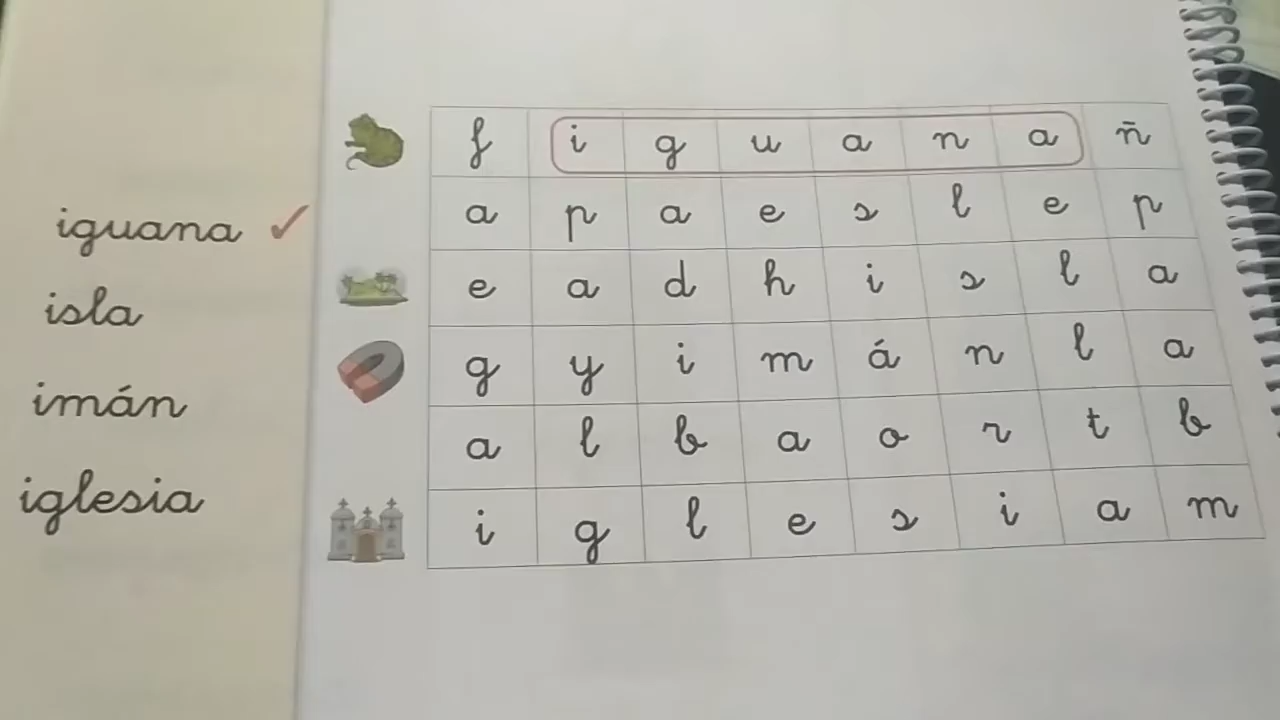 iguana ✓
isla
imán
iglesia
f i g u a n a ñ
a p a e s l e p
e a d h i s l a
g y i m á n l a
a l b a o r t b
i g l e s i a m